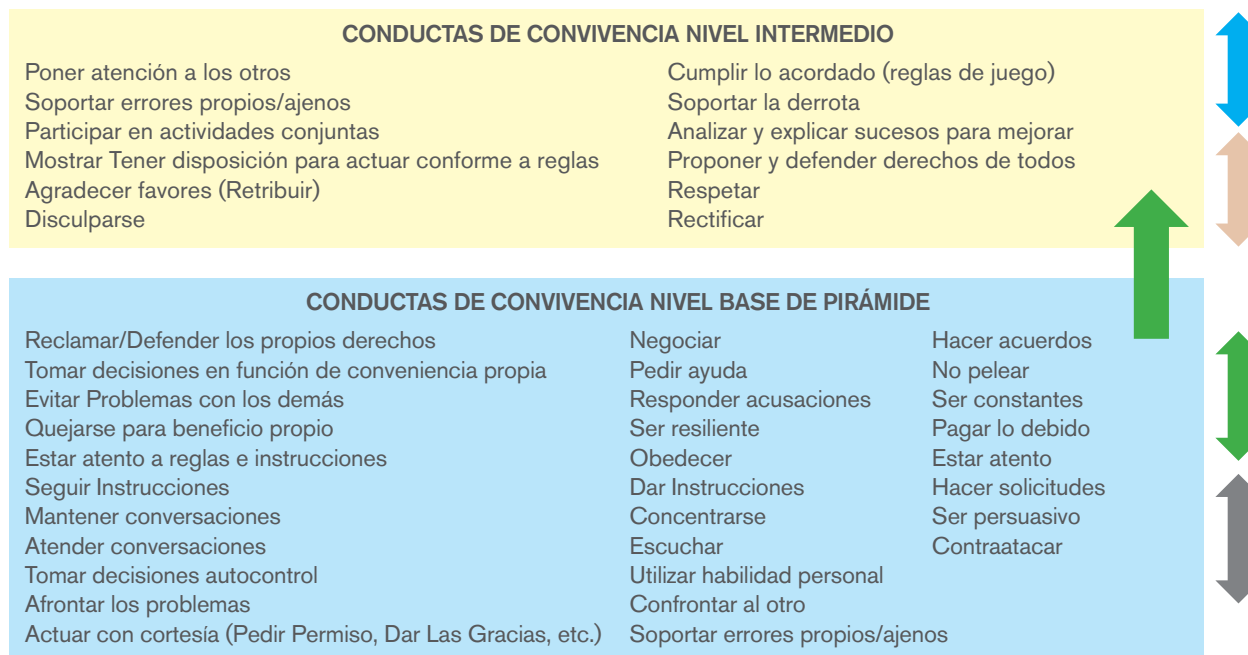 CONDUCTAS DE CONVIVENCIA NIVEL INTERMEDIO
Poner atención a los otros
Soportar errores propios/ajenos
Participar en actividades conjuntas
Mostrar Tener disposición para actuar conforme a reglas
Agradecer favores (Retribuir)
Disculparse
Cumplir lo acordado (reglas de juego)
Soportar la derrota
Analizar y explicar sucesos para mejorar
Proponer y defender derechos de todos
Respetar
Rectificar
CONDUCTAS DE CONVIVENCIA NIVEL BASE DE PIRÁMIDE
Reclamar/Defender los propios derechos
Tomar decisiones en función de conveniencia propia
Evitar Problemas con los demás
Quejarse para beneficio propio
Estar atento a reglas e instrucciones
Seguir Instrucciones
Mantener conversaciones
Atender conversaciones
Tomar decisiones autocontrol
Afrontar los problemas
Actuar con cortesía (Pedir Permiso, Dar Las Gracias, etc.)
Negociar
Pedir ayuda
Responder acusaciones
Ser resiliente
Obedecer
Dar Instrucciones
Concentrarse
Escuchar
Utilizar habilidad personal
Confrontar al otro
Soportar errores propios/ajenos
Hacer acuerdos
No pelear
Ser constantes
Pagar lo debido
Estar atento
Hacer solicitudes
Ser persuasivo
Contraatacar